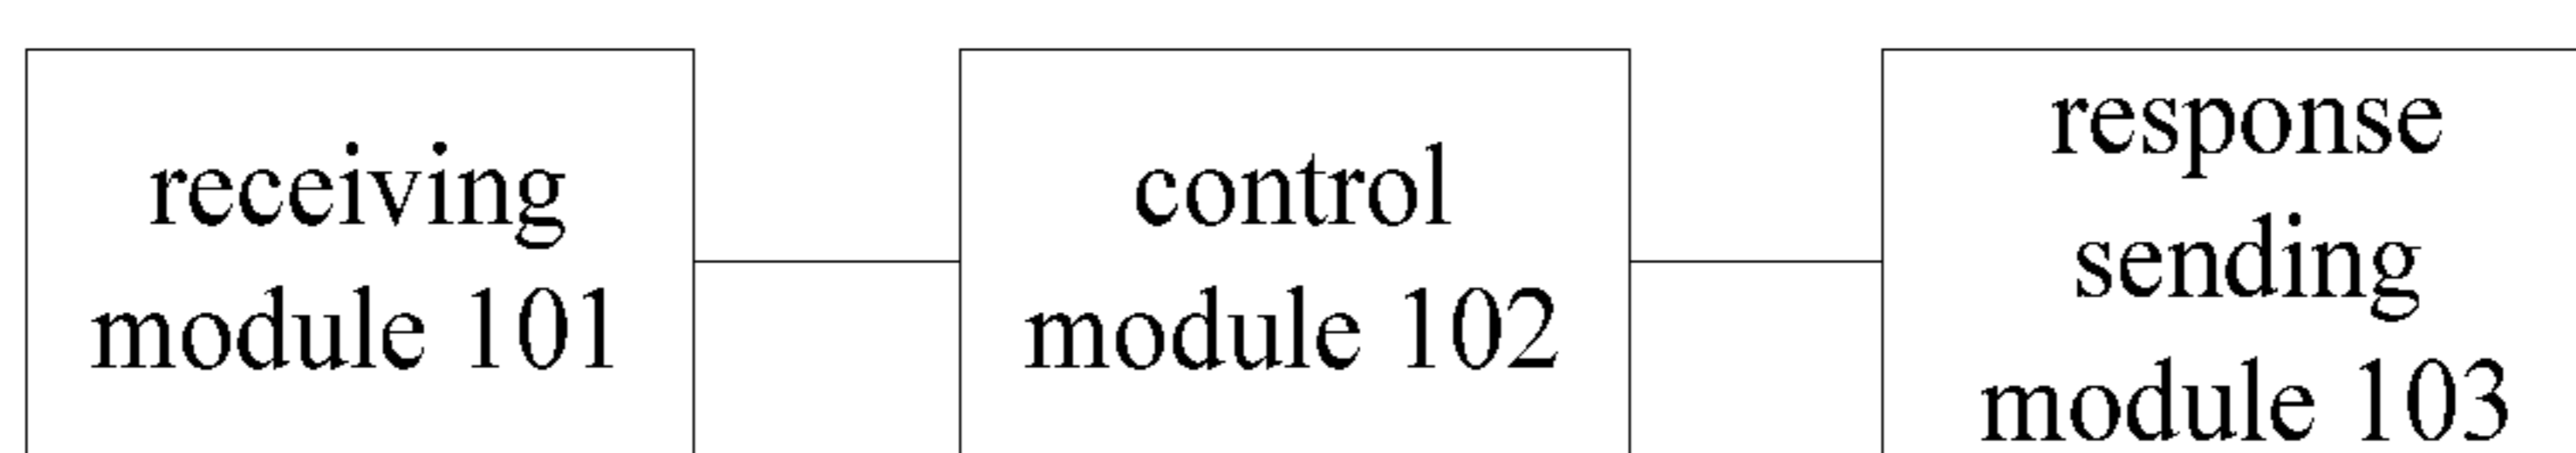 receiving
module 101
control
module 102
response
sending
module 103